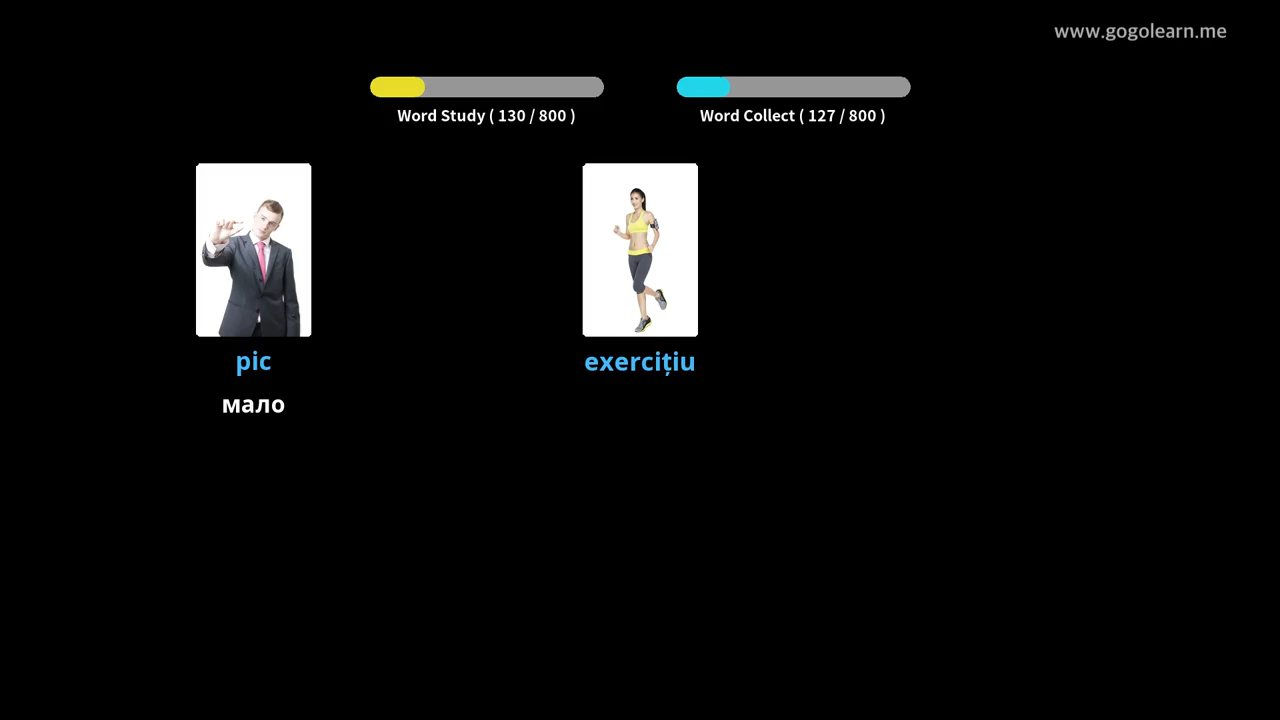 www.gogolearn.me
Word Study ( 130 / 800 )
Word Collect ( 127 / 800 )
pic
exercițiu
мало